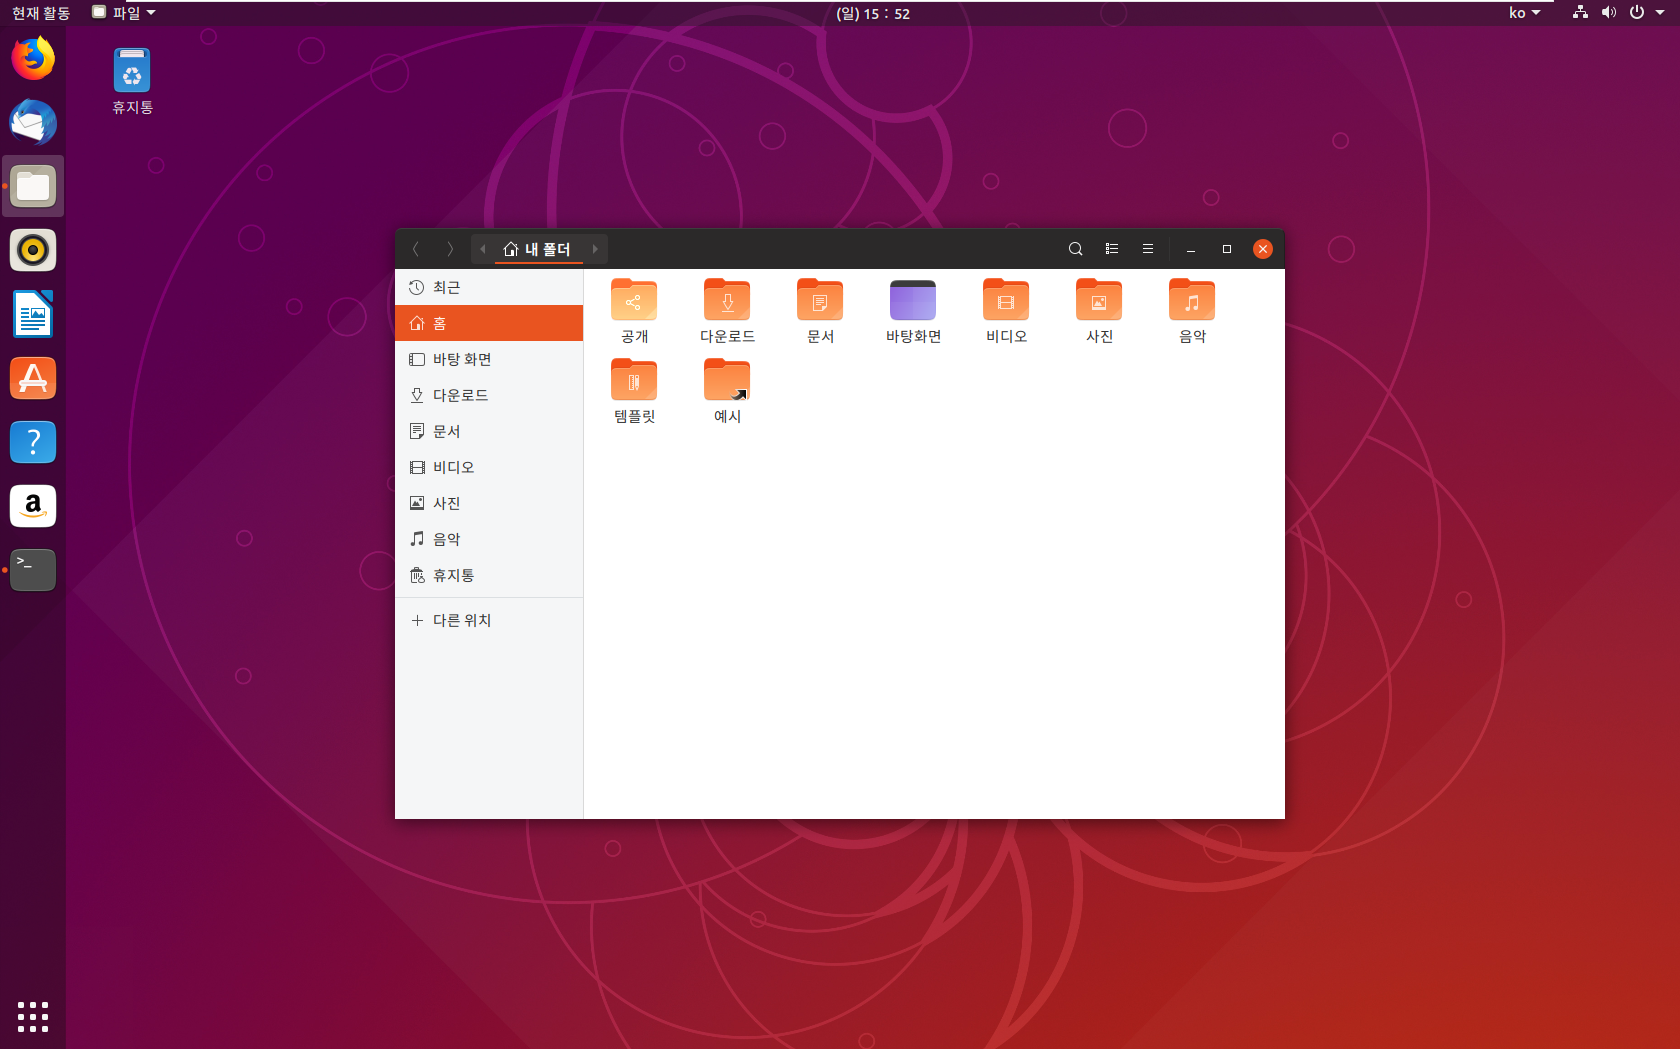 현재 활동
파일
(일) 15 : 52
ko
휴지통
내 폴더
최근
홈
바탕 화면
다운로드
문서
비디오
사진
음악
휴지통
다른 위치
공개
다운로드
문서
바탕화면
비디오
사진
음악
템플릿
예시
?
a
>_